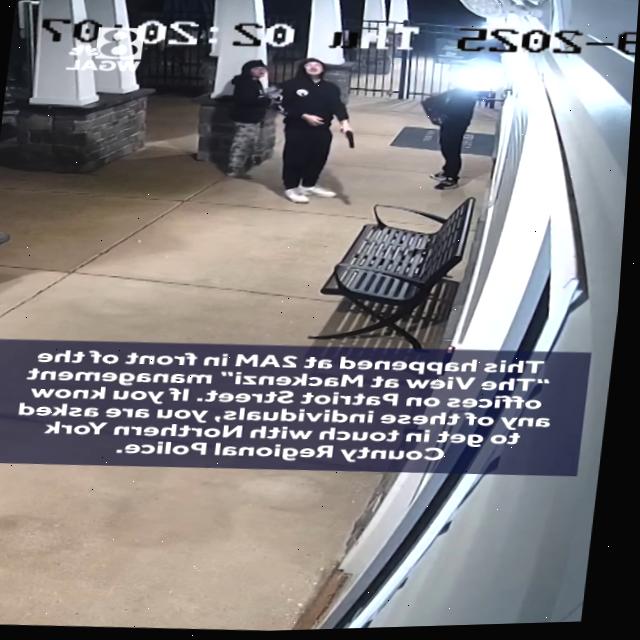 -2025 Thu 02:20:07
8
WGAL
This happened at 2AM in front of the
"The View at Mackenzi" management
offices on Patriot Street. If you know
any of these individuals, you are asked
to get in touch with Northern York
County Regional Police.